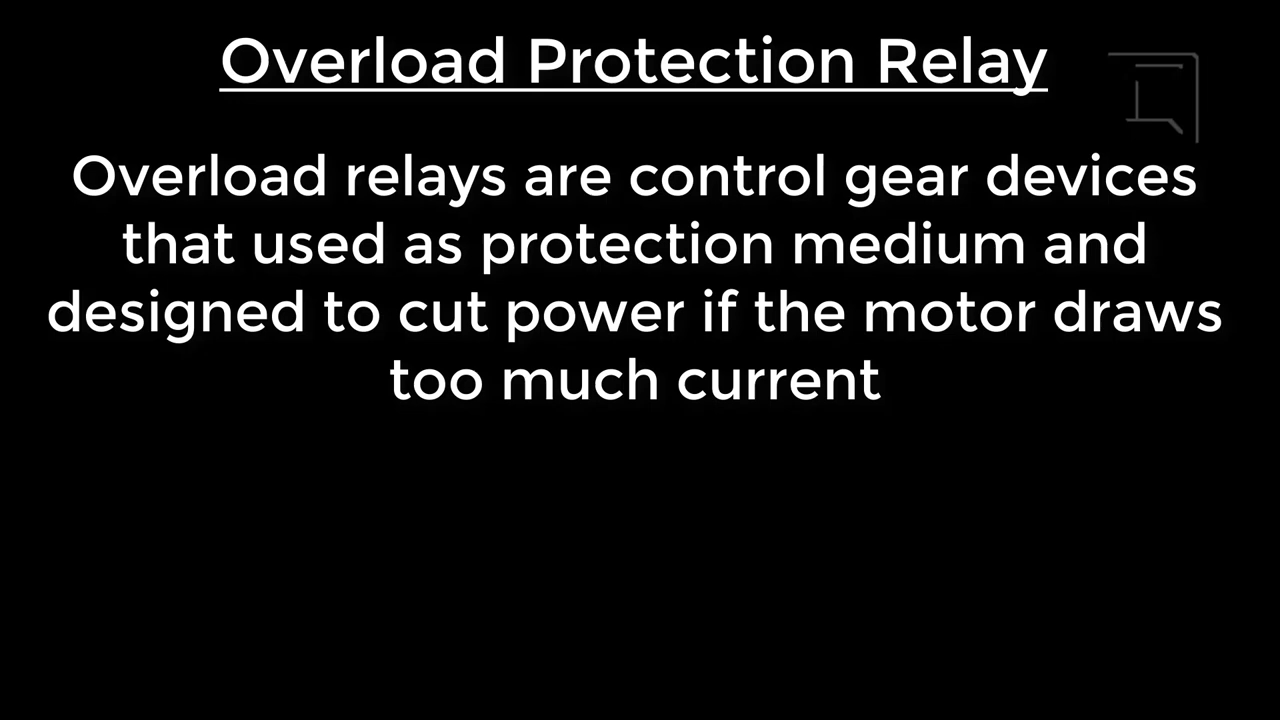 Overload Protection Relay
Overload relays are control gear devices
that used as protection medium and
designed to cut power if the motor draws
too much current